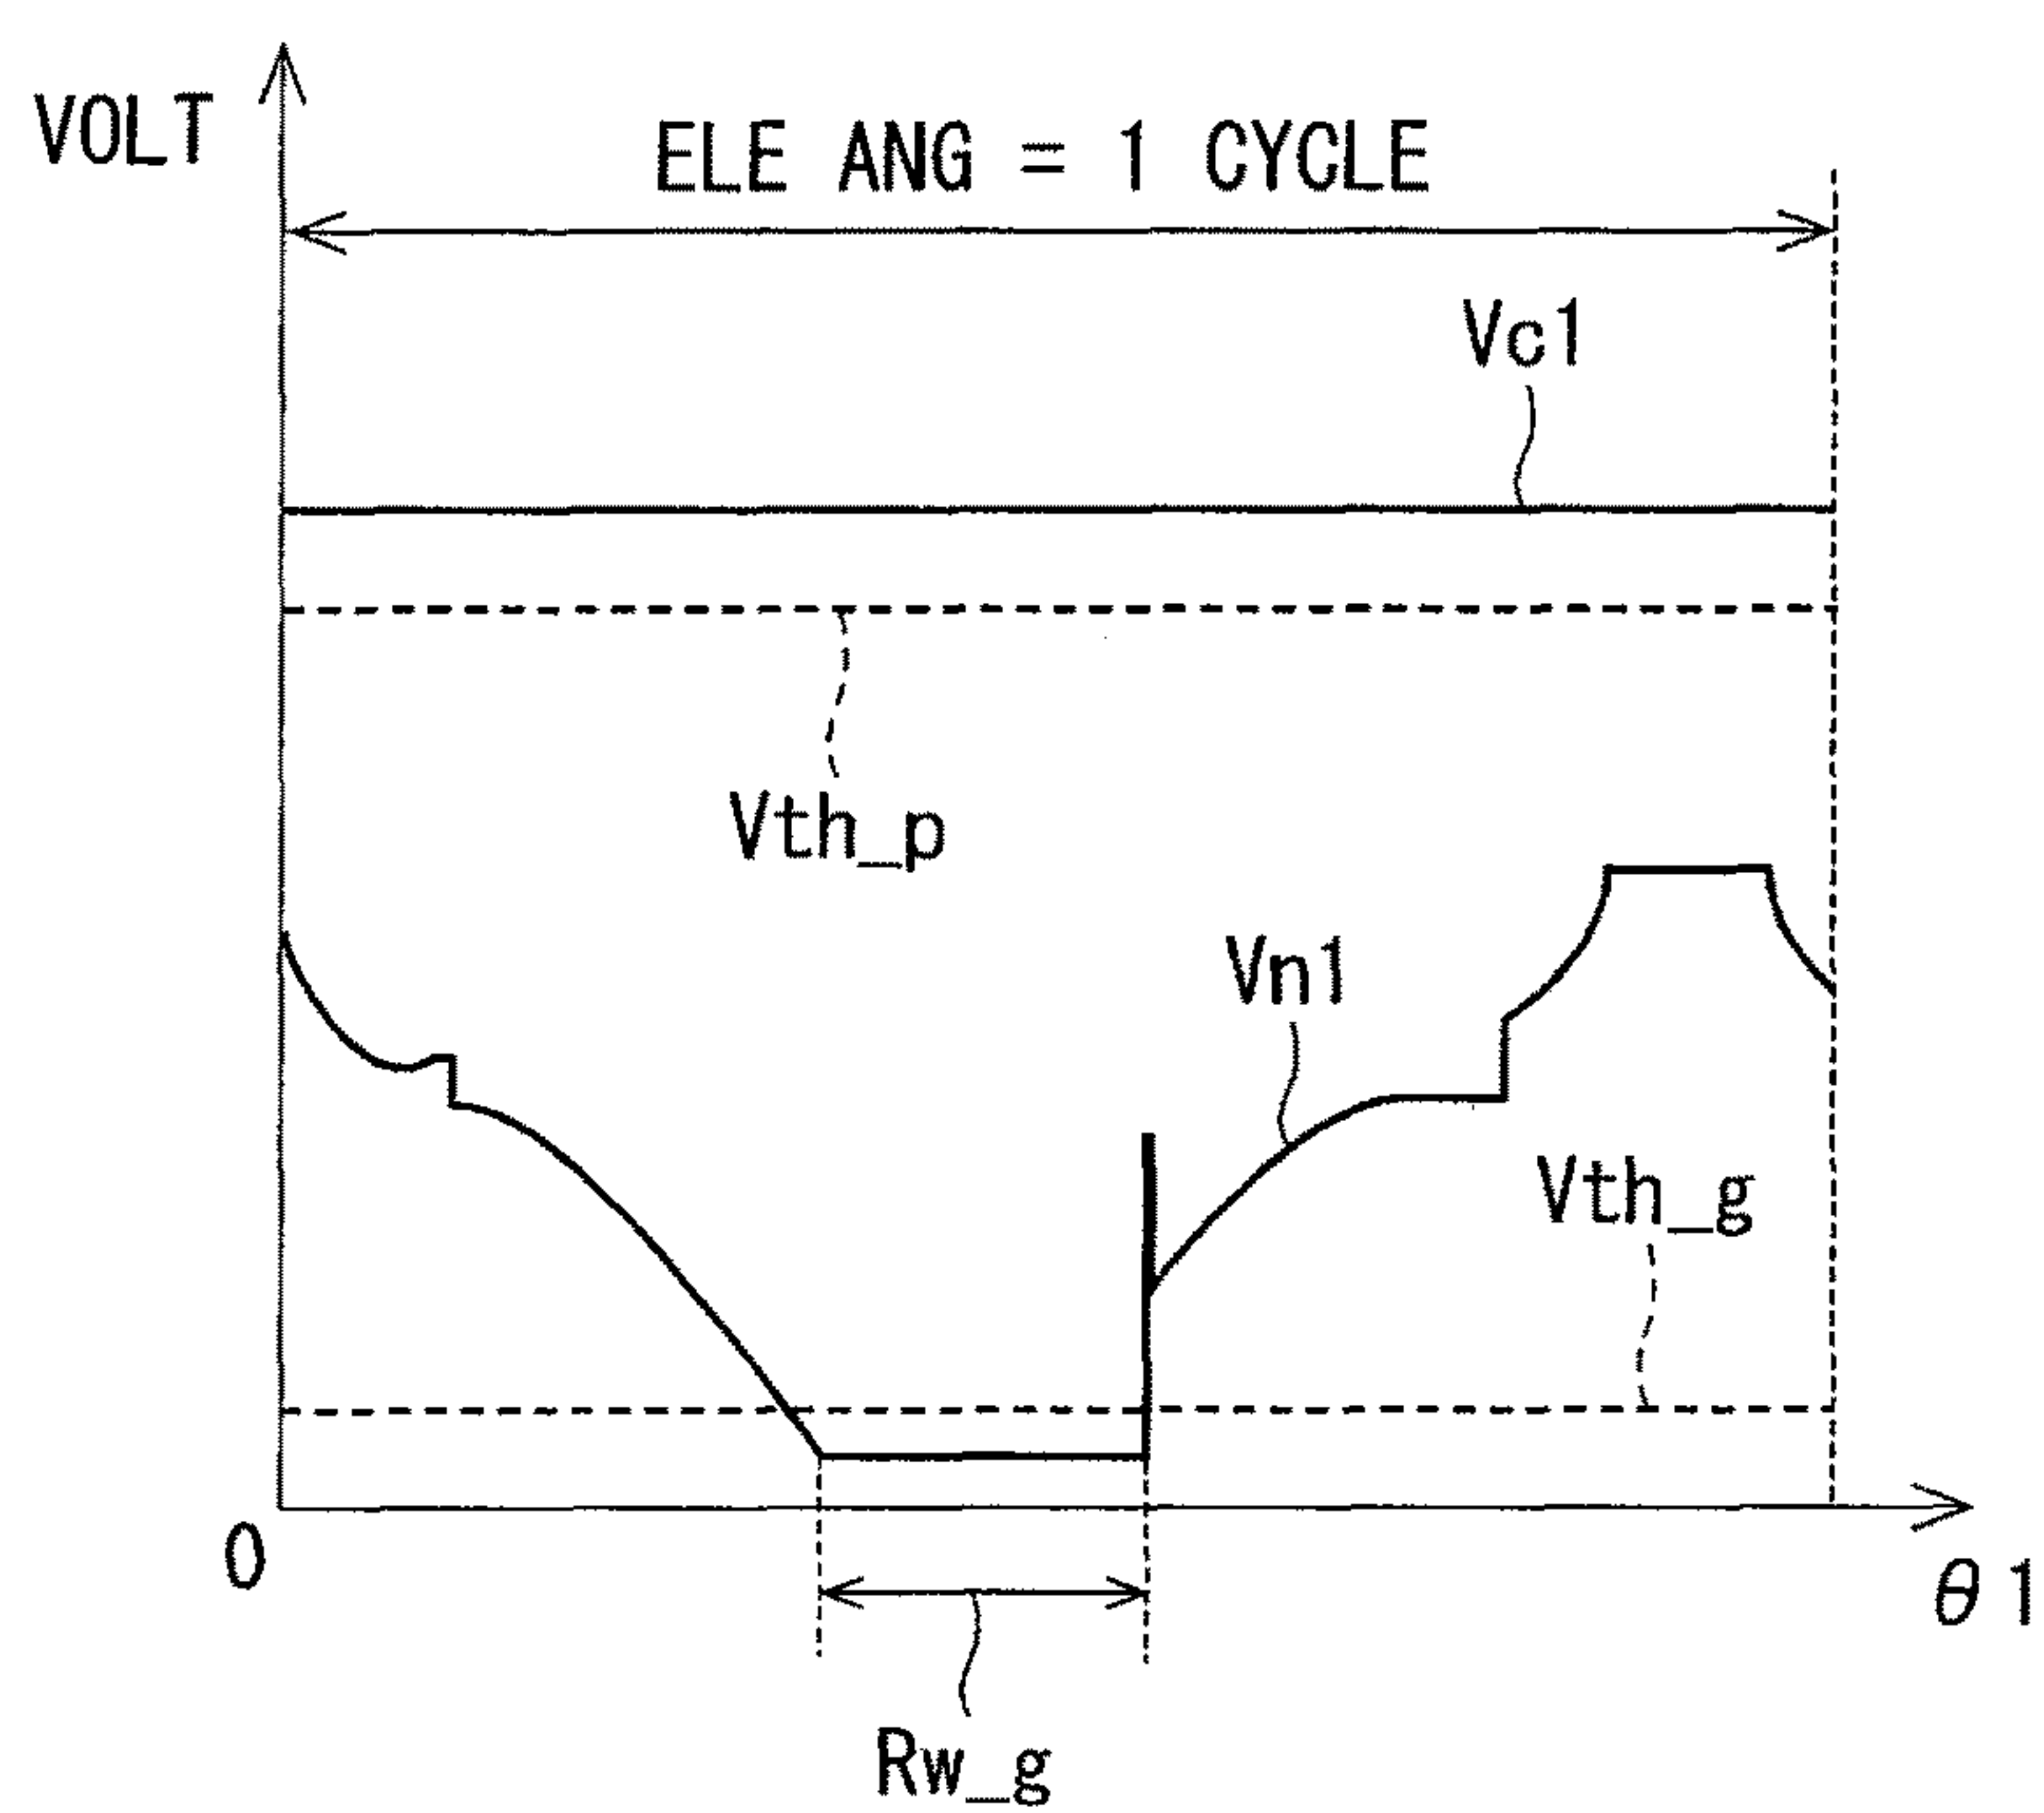 VOLT
ELE ANG = 1 CYCLE
Vc1
Vth_p
Vn1
Vth_g
0
θ1
Rw_g